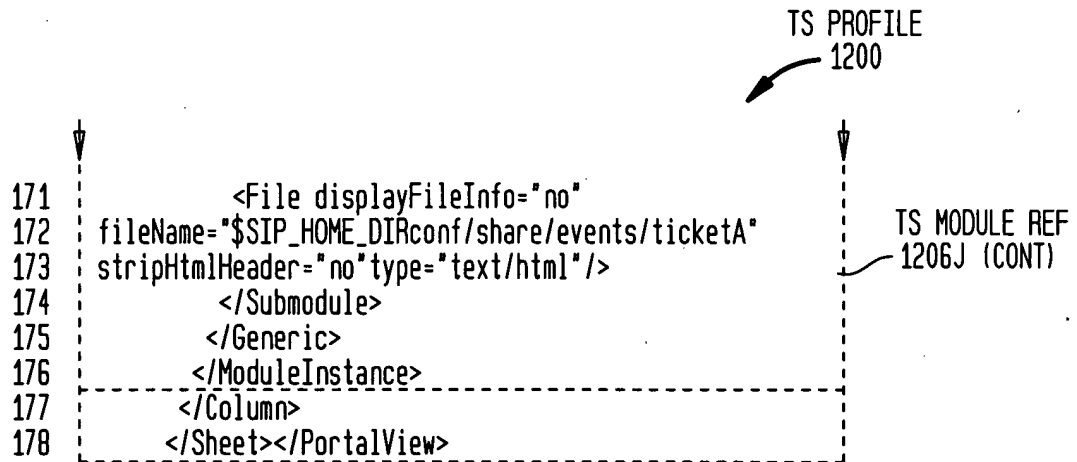 TS PROFILE
1200
171 <File displayFileInfo="no"
172 fileName="$SIP_HOME_DIRconf/share/events/ticketA"
173 stripHtmlHeader="no"type="text/html"/>
174 </Submodule>
175 </Generic>
176 </ModuleInstance>
177 </Column>
178 </Sheet></PortalView>
TS MODULE REF
1206J (CONT)